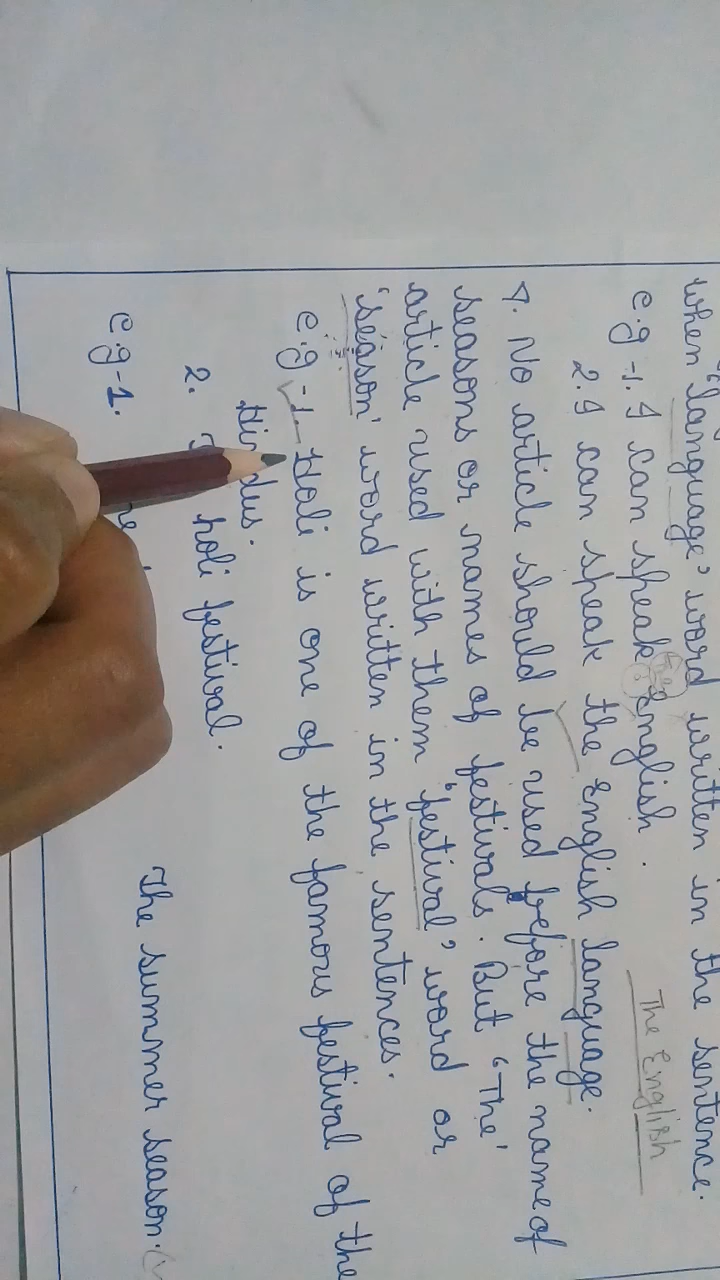 when 'language' word written in the sentence.
e.g -1. I can speak English.
The English
2. I can speak the English language.
7. No article should be used before the name of
seasons or names of festivals. But 'The'
article used with them 'festival' word or
'season' word written in the sentences.
e.g -1. Holi is one of the famous festival of the
Hindus.
2. holi festival.
e.g-1.
The summer season.